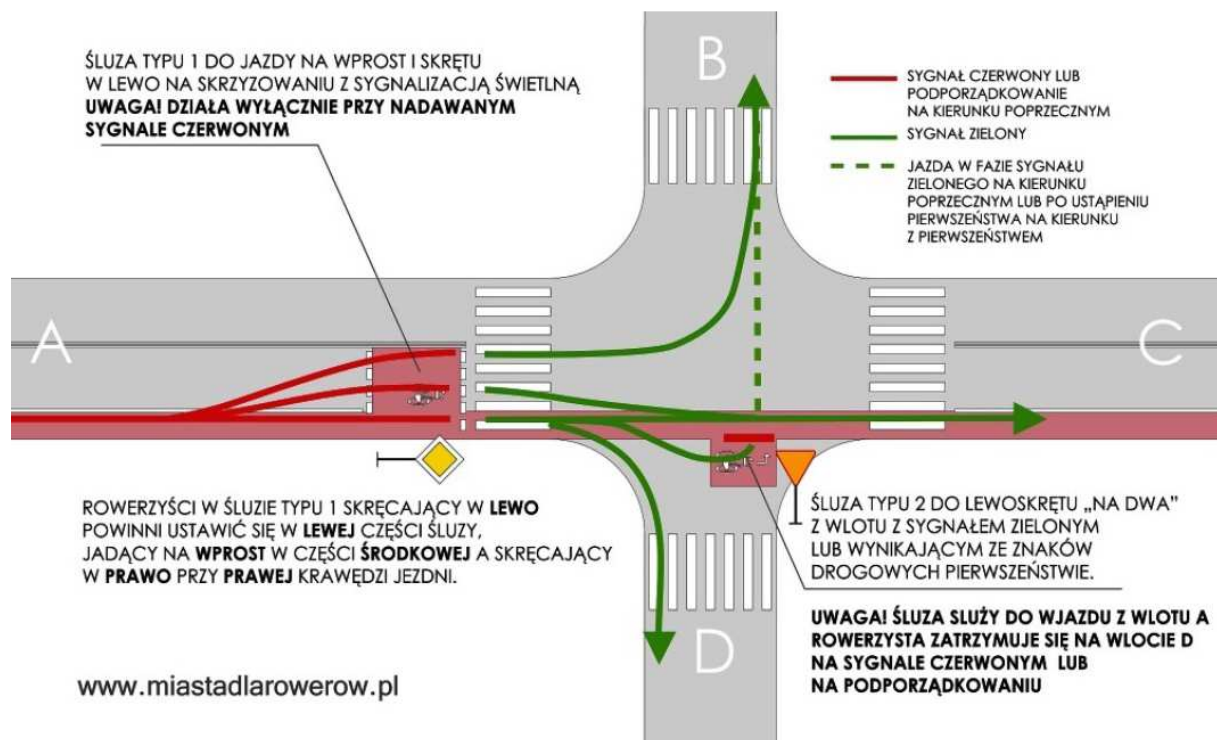 ŚLUZA TYPU 1 DO JAZDY NA WPROST I SKRĘTU
W LEWO NA SKRZYZOWANIU Z SYGNALIZACJĄ ŚWIETLNĄ
UWAGA! DZIAŁA WYŁĄCZNIE PRZY NADAWANYM
SYGNALE CZERWONYM
B
SYGNAŁ CZERWONY LUB
PODPORZĄDKOWANIE
NA KIERUNKU POPRZECZNYM
SYGNAŁ ZIELONY
JAZDA W FAZIE SYGNAŁU
ZIELONEGO NA KIERUNKU
POPRZECZNYM LUB PO USTĄPIENIU
PIERWSZEŃSTWA NA KIERUNKU
Z PIERWSZEŃSTWEM
A
C
ROWERZYŚCI W ŚLUZIE TYPU 1 SKRĘCAJĄCY W LEWO
POWINNI USTAWIĆ SIĘ W LEWEJ CZĘŚCI ŚLUZY,
JADĄCY NA WPROST W CZĘŚCI ŚRODKOWEJ A SKRĘCAJĄCY
W PRAWO PRZY PRAWEJ KRAWĘDZI JEZDNI.
ŚLUZA TYPU 2 DO LEWOSKRĘTU „NA DWA”
Z WLOTU Z SYGNAŁEM ZIELONYM
LUB WYNIKAJĄCYM ZE ZNAKÓW
DROGOWYCH PIERWSZEŃSTWIE.
UWAGA! ŚLUZA SLUŻY DO WJAZDU Z WLOTU A
ROWERZYSTA ZATRZYMUJE SIĘ NA WLOCIE D
NA SYGNALE CZERWONYM LUB
NA PODPORZĄDKOWANIU
D
www.miastadlarowerow.pl